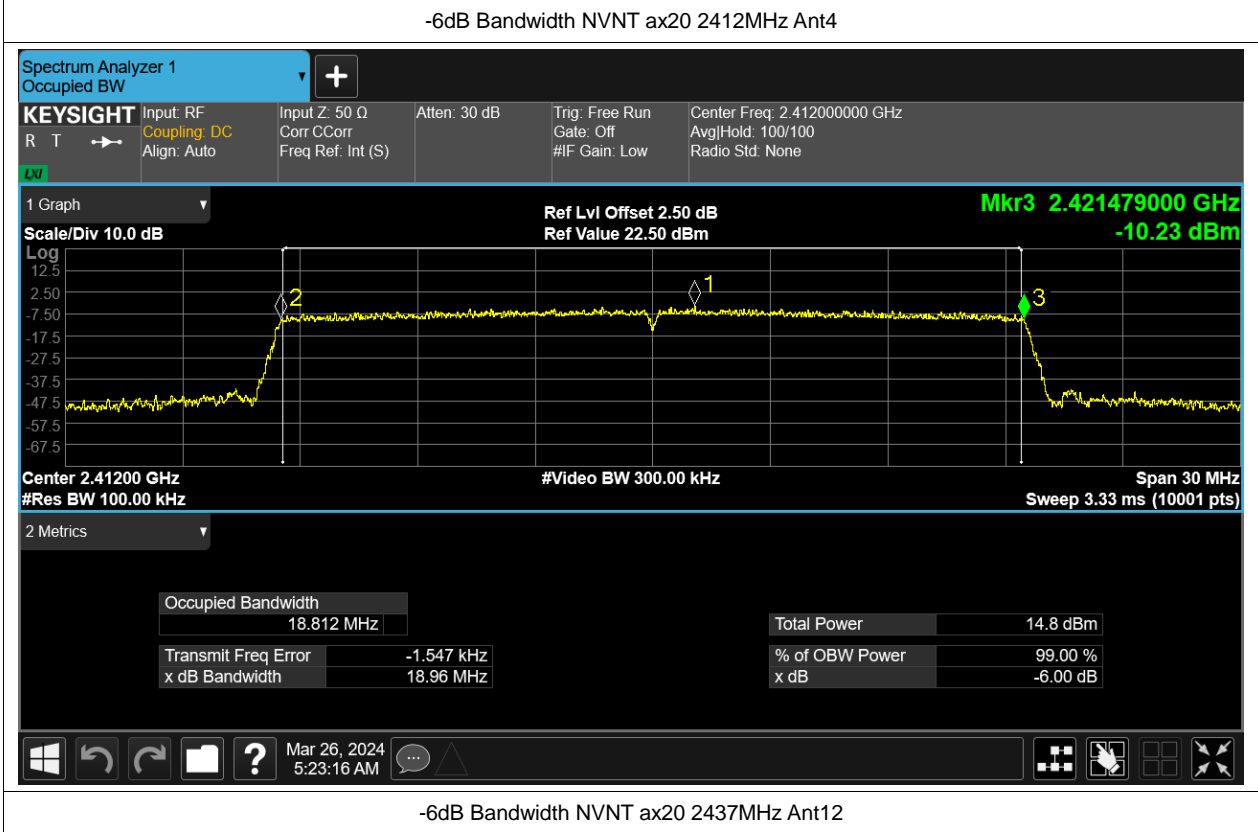 -6dB Bandwidth NVNT ax20 2412MHz Ant4
Spectrum Analyzer 1
Occupied BW
KEYSIGHT
R T
LXI
Input: RF
Coupling: DC
Align: Auto
Input Z: 50 Ω
Corr CCorr
Freq Ref: Int (S)
Atten: 30 dB
Trig: Free Run
Gate: Off
#IF Gain: Low
Center Freq: 2.412000000 GHz
Avg|Hold: 100/100
Radio Std: None
1 Graph
Scale/Div 10.0 dB
Ref Lvl Offset 2.50 dB
Ref Value 22.50 dBm
Mkr3 2.421479000 GHz
-10.23 dBm
Log
12.5
2.50
-7.50
-17.5
-27.5
-37.5
-47.5
-57.5
-67.5
2
1
3
Center 2.41200 GHz
#Res BW 100.00 kHz
#Video BW 300.00 kHz
Span 30 MHz
Sweep 3.33 ms (10001 pts)
2 Metrics
Occupied Bandwidth
18.812 MHz
Transmit Freq Error -1.547 kHz
x dB Bandwidth 18.96 MHz
Total Power 14.8 dBm
% of OBW Power 99.00 %
x dB -6.00 dB
Mar 26, 2024
5:23:16 AM
-6dB Bandwidth NVNT ax20 2437MHz Ant12